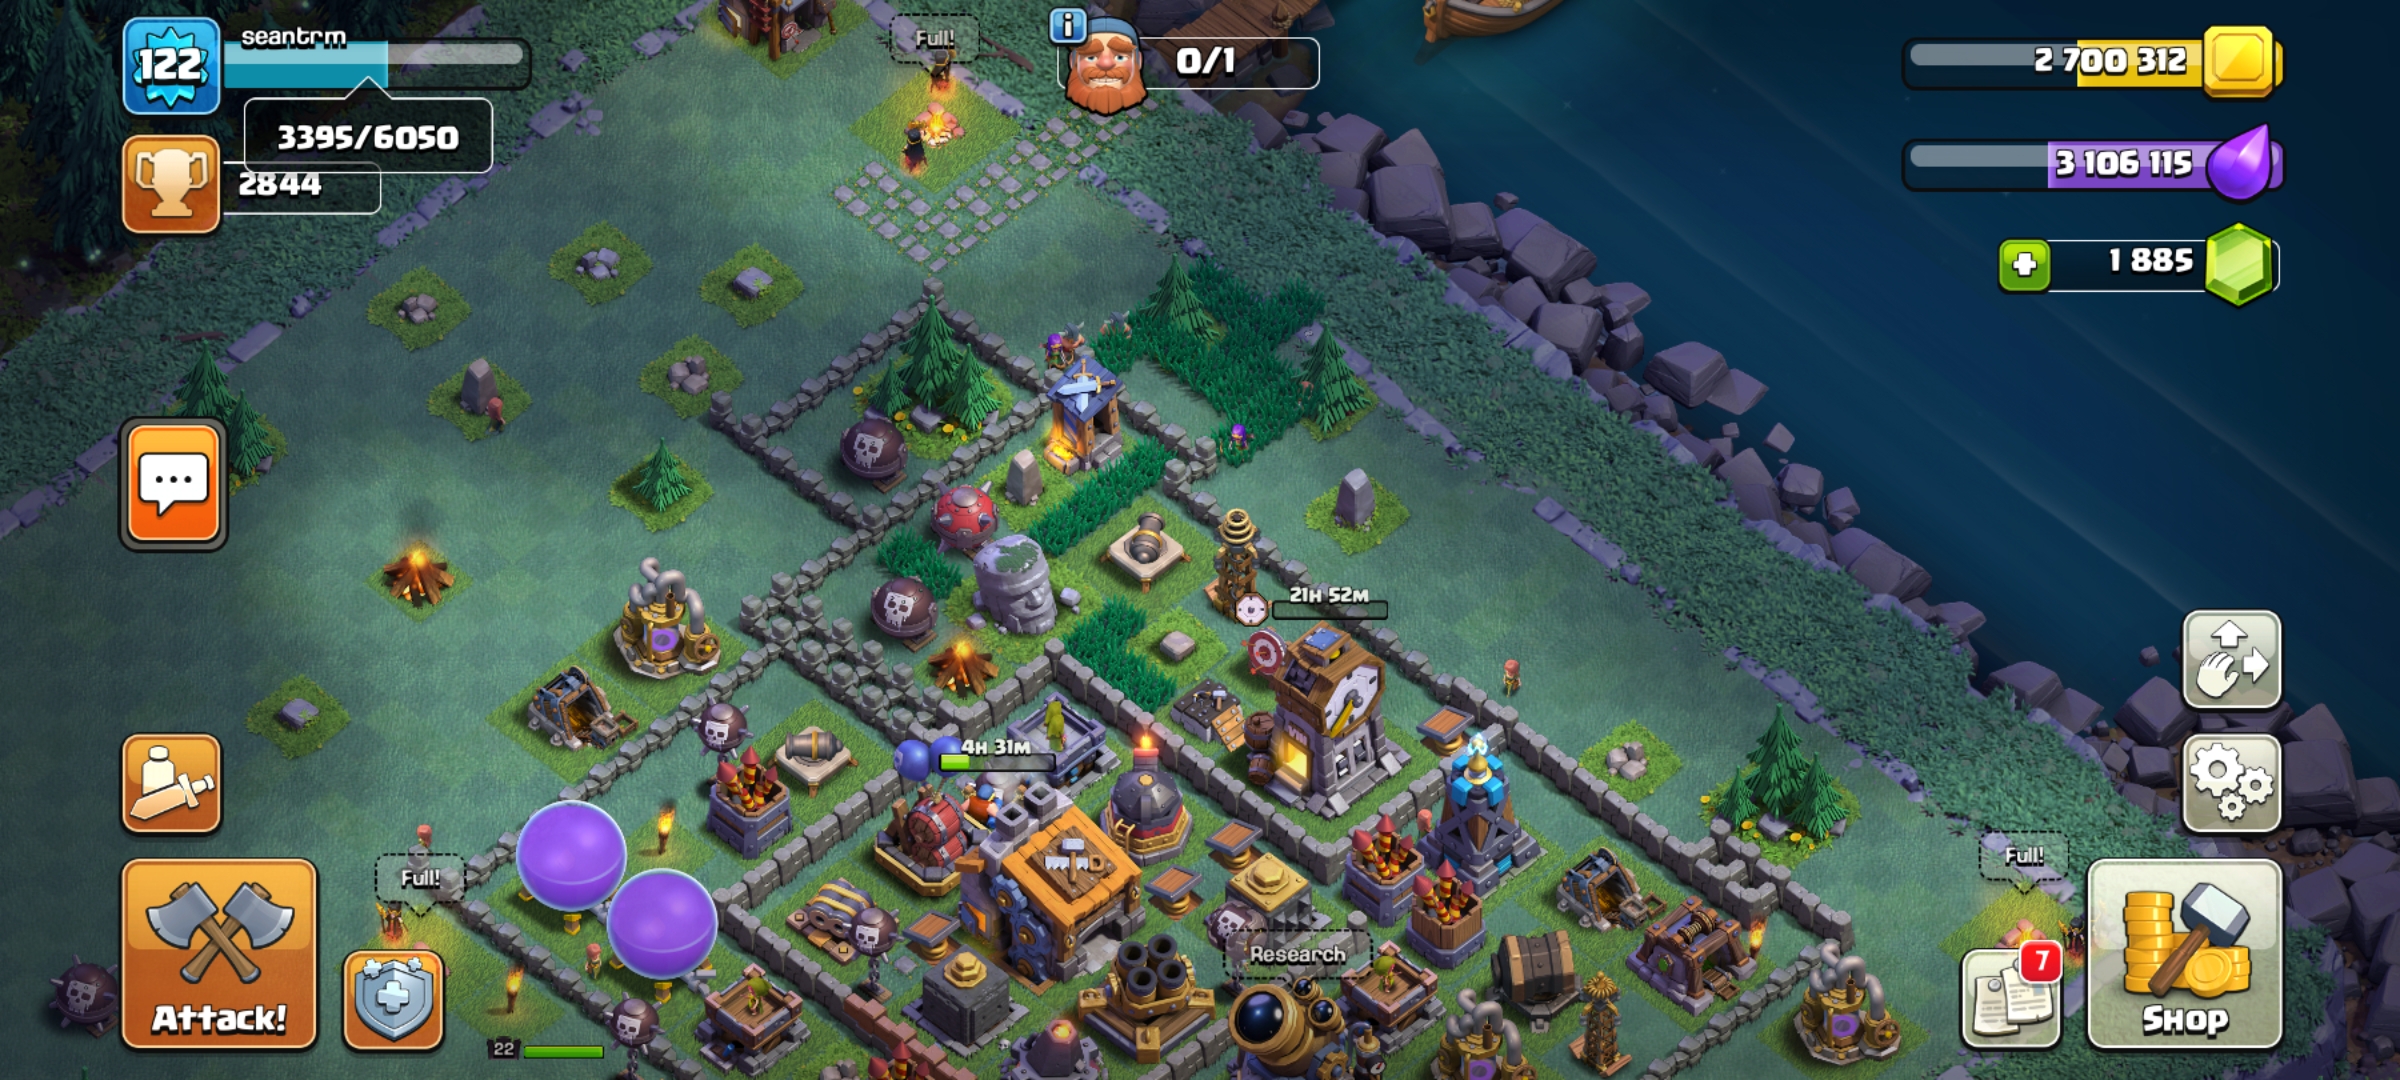 122
seantrm
3395/6050
2844
Full!
i
0/1
2 700 312
3 106 115
1 885
21H 52M
4H 31M
VIII
Full!
Full!
Research
Attack!
22
7
Shop